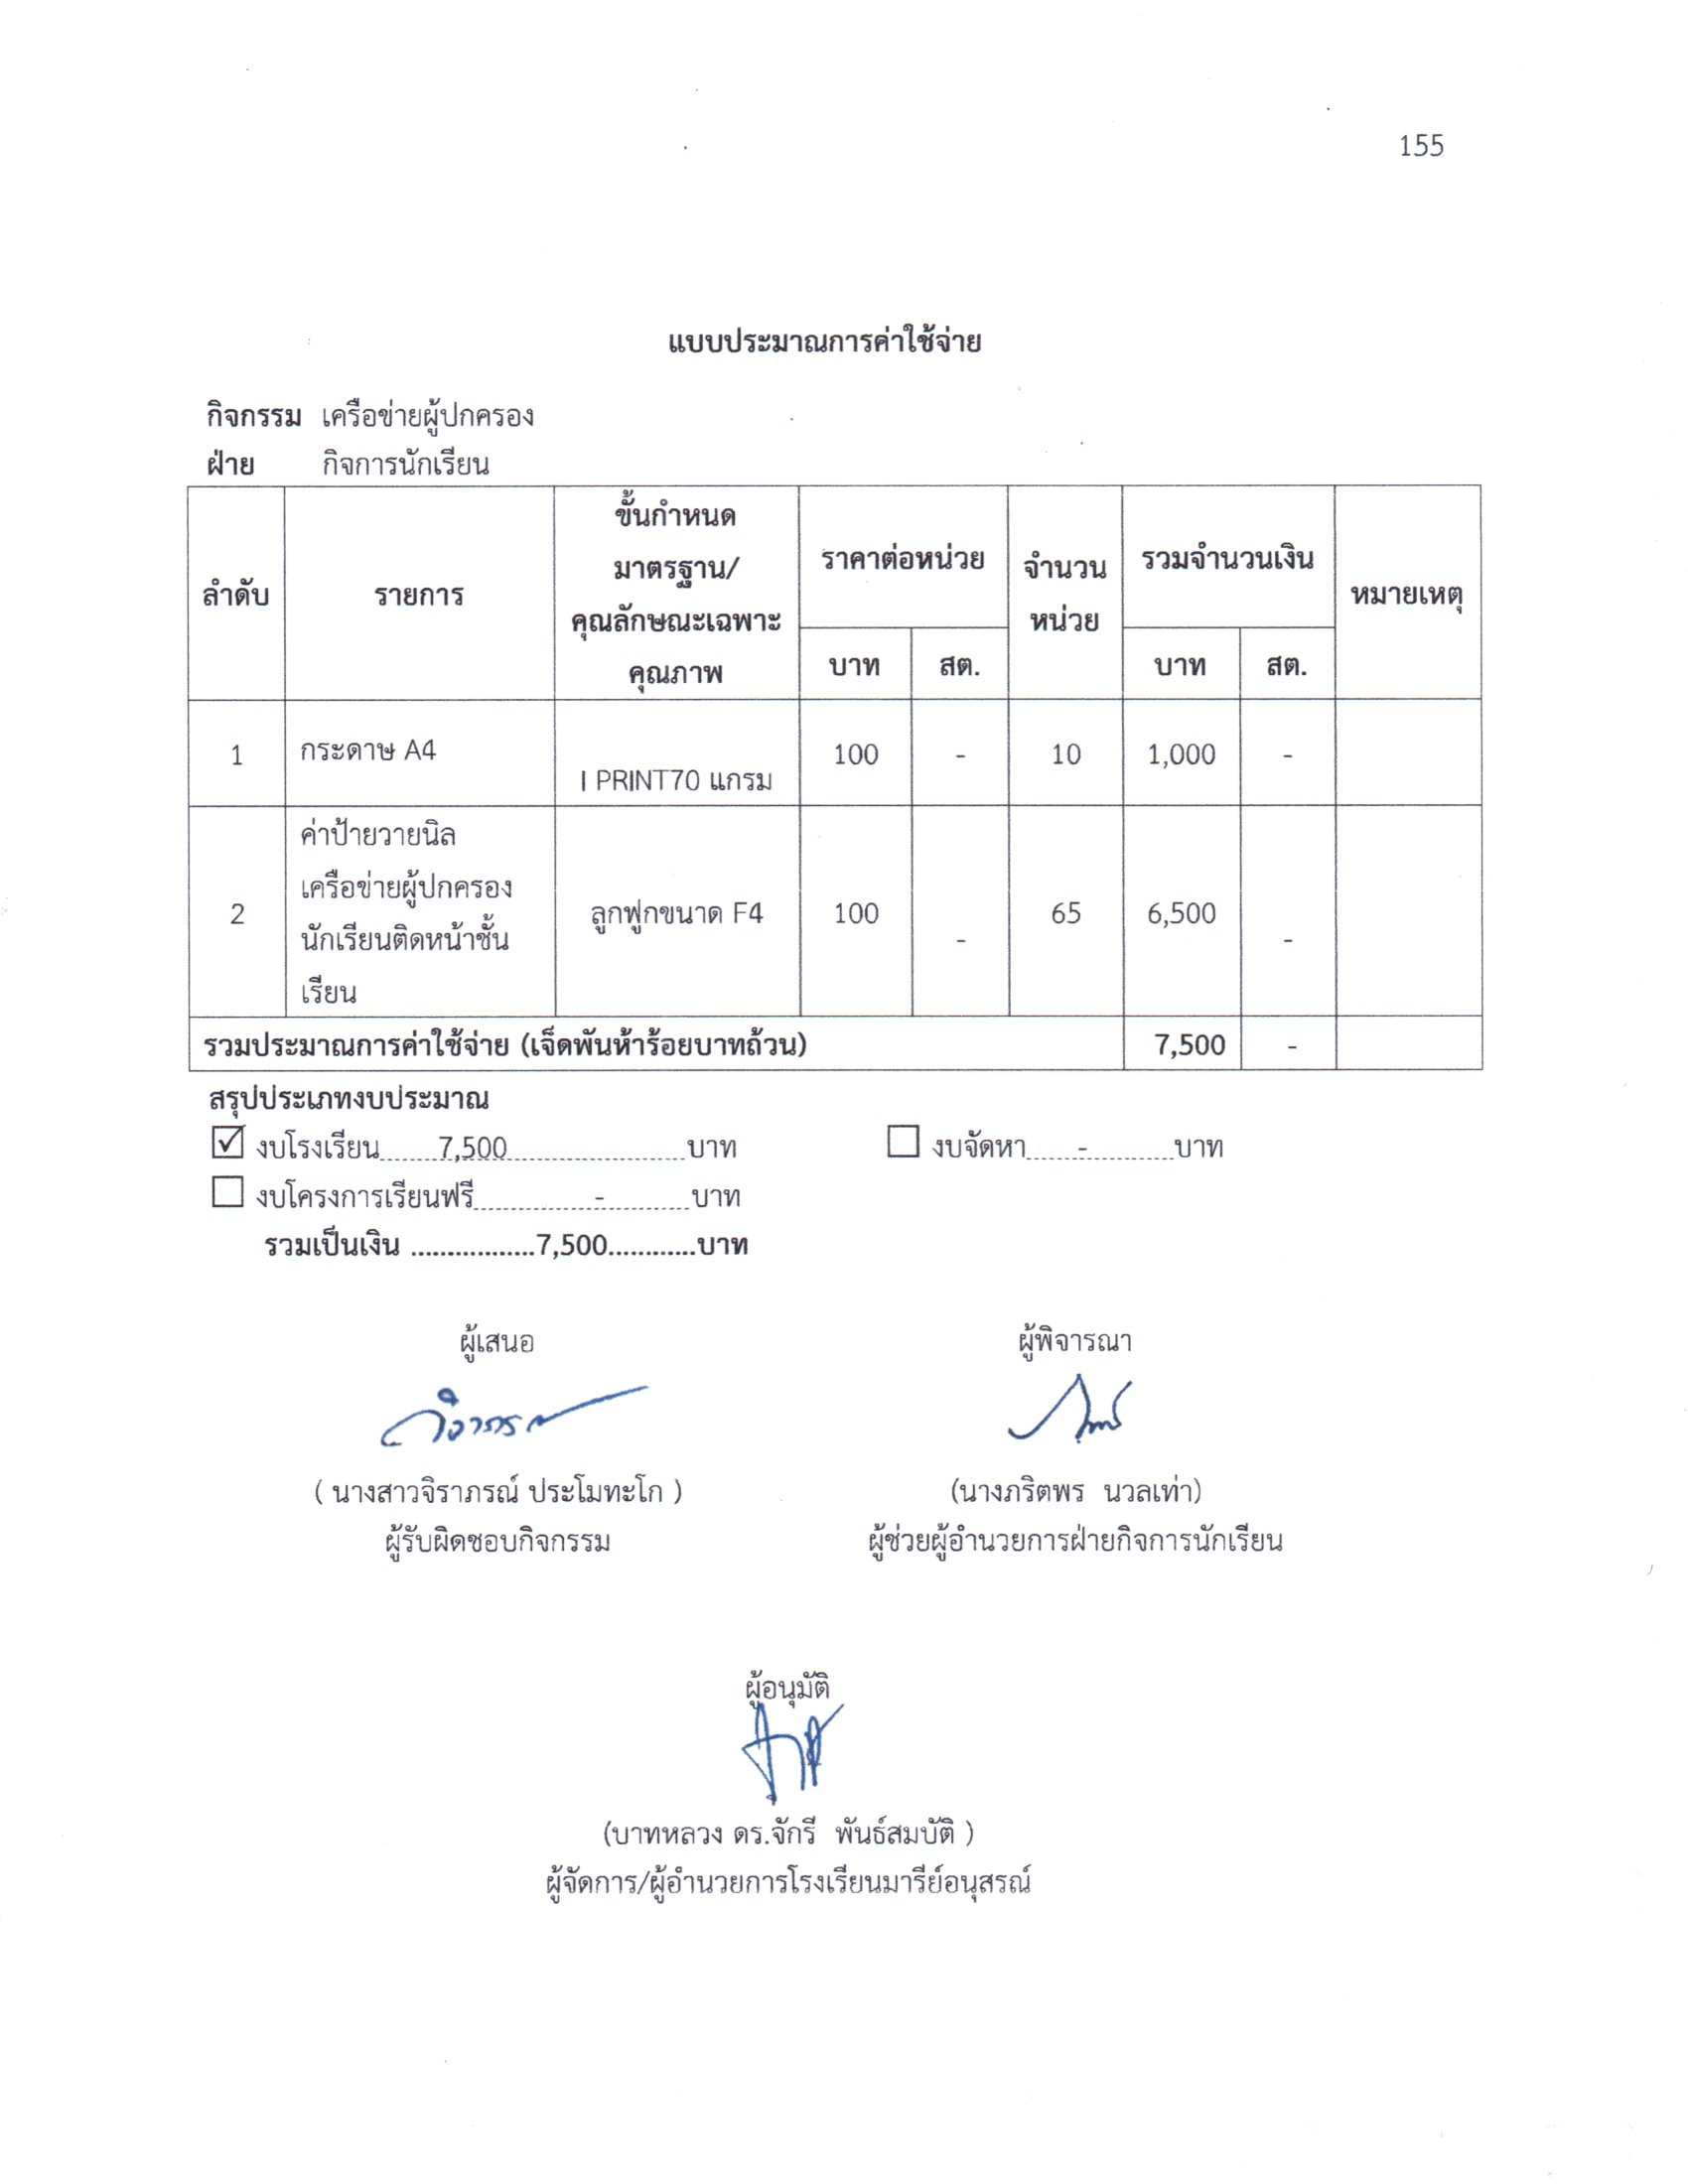 155
แบบประมาณการค่าใช้จ่าย
กิจกรรม เครือข่ายผู้ปกครอง
ฝ่าย กิจการนักเรียน
ลำดับ รายการ ขั้นกำหนด มาตรฐาน/ คุณลักษณะเฉพาะ คุณภาพ ราคาต่อหน่วย จำนวน หน่วย รวมจำนวนเงิน หมายเหตุ
บาท สต. บาท สต.
1 กระดาษ A4 I PRINT70 แกรม 100 - 10 1,000 -
2 ค่าป้ายวายนิล 
เครือข่ายผู้ปกครอง
นักเรียนติดหน้าชั้น
เรียน ลูกฟูกขนาด F4 100 - 65 6,500 -
รวมประมาณการค่าใช้จ่าย (เจ็ดพันห้าร้อยบาทถ้วน) 7,500 -
สรุปประเภทงบประมาณ
☑ งบโรงเรียน.......7,500.....................บาท ☐ งบจัดหา......-...........บาท
☐ งบโครงการเรียนฟรี...............-...........บาท
รวมเป็นเงิน .................7,500............บาท
ผู้เสนอ ผู้พิจารณา
จิราภรณ์
( นางสาวจิราภรณ์ ประโมทะโก ) (นางภริตพร นวลเท่า)
ผู้รับผิดชอบกิจกรรม ผู้ช่วยผู้อำนวยการฝ่ายกิจการนักเรียน
ผู้อนุมัติ
(บาทหลวง ดร.จักรี พันธ์สมบัติ )
ผู้จัดการ/ผู้อำนวยการโรงเรียนมารีย์อนุสรณ์